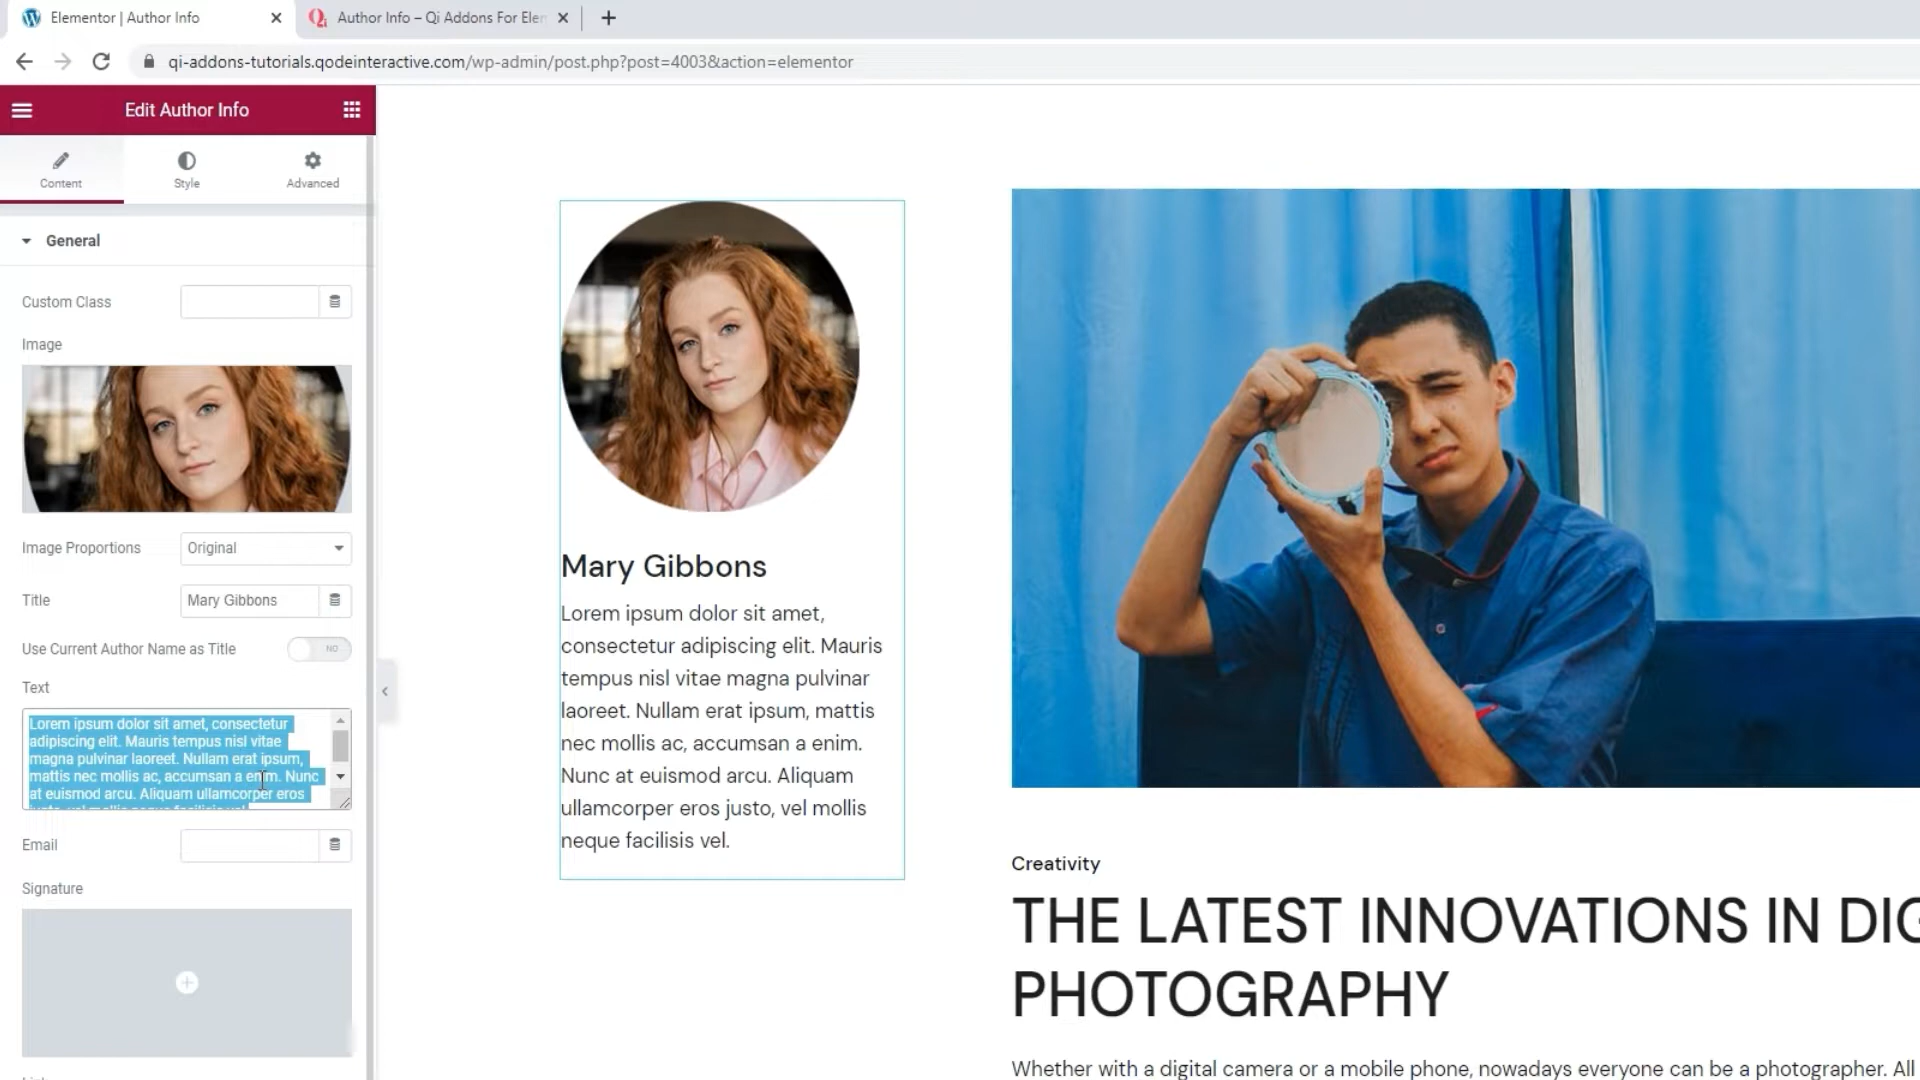 Elementor | Author Info
Author Info – Qi Addons For Elem
qi-addons-tutorials.qodeinteractive.com/wp-admin/post.php?post=4003&action=elementor
Edit Author Info
Content
Style
Advanced
General
Custom Class
Image
Image Proportions
Original
Title
Mary Gibbons
Use Current Author Name as Title
NO
Text
Lorem ipsum dolor sit amet, consectetur
adipiscing elit. Mauris tempus nisl vitae
magna pulvinar laoreet. Nullam erat ipsum,
mattis nec mollis ac, accumsan a enim. Nunc
at euismod arcu. Aliquam ullamcorper eros
justo, vel mollis neque facilisis vel.
Email
Signature
Mary Gibbons
Lorem ipsum dolor sit amet,
consectetur adipiscing elit. Mauris
tempus nisl vitae magna pulvinar
laoreet. Nullam erat ipsum, mattis
nec mollis ac, accumsan a enim.
Nunc at euismod arcu. Aliquam
ullamcorper eros justo, vel mollis
neque facilisis vel.
Creativity
THE LATEST INNOVATIONS IN DIG
PHOTOGRAPHY
Whether with a digital camera or a mobile phone, nowadays everyone can be a photographer. All